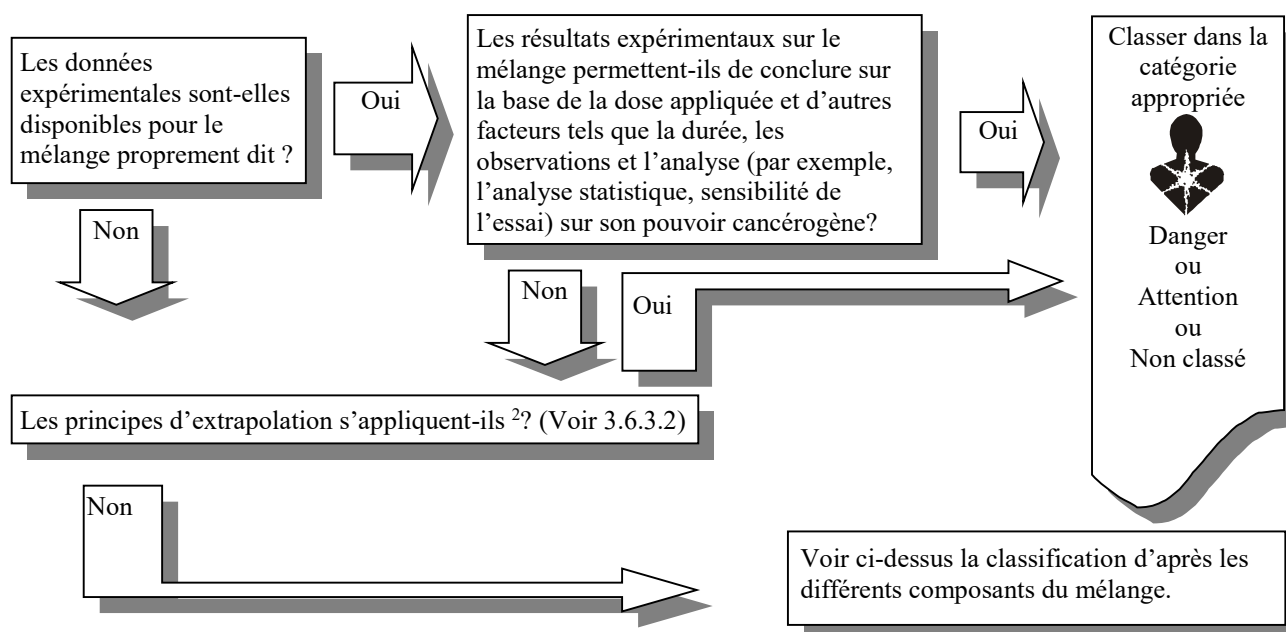 Les données
expérimentales sont-elles
disponibles pour le
mélange proprement dit ?
Oui
Les résultats expérimentaux sur le
mélange permettent-ils de conclure sur
la base de la dose appliquée et d'autres
facteurs tels que la durée, les
observations et l'analyse (par exemple,
l'analyse statistique, sensibilité de
l'essai) sur son pouvoir cancérogène?
Oui
Classer dans la
catégorie
appropriée
Danger
ou
Attention
ou
Non classé
Non
Non
Oui
Les principes d'extrapolation s'appliquent-ils ²? (Voir 3.6.3.2)
Non
Voir ci-dessus la classification d'après les
différents composants du mélange.